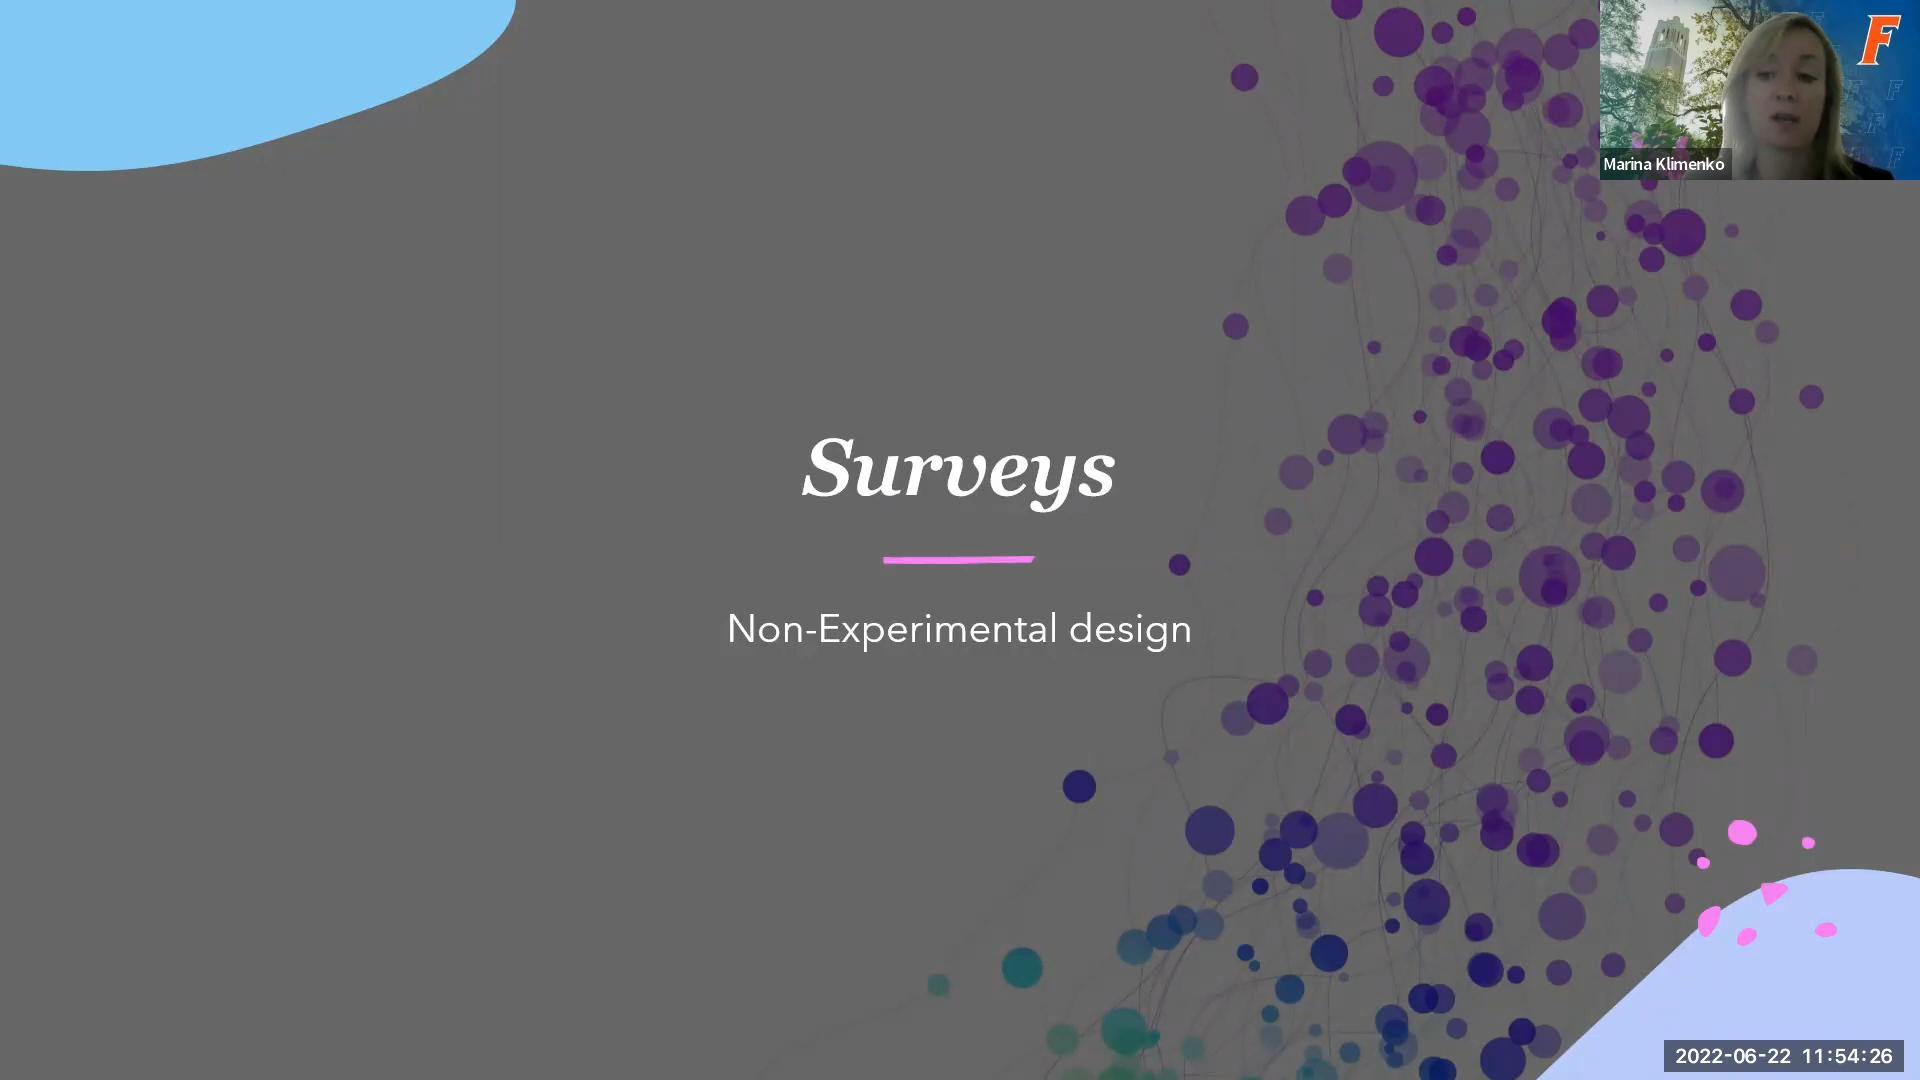 F
Marina Klimenko
Surveys
Non-Experimental design
2022-06-22 11:54:26